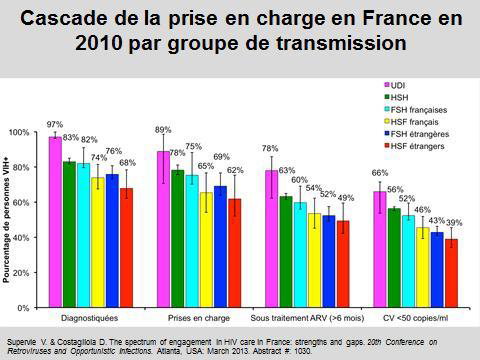 Cascade de la prise en charge en France en
2010 par groupe de transmission
UDI
HSH
FSH françaises
HSF français
FSH étrangères
HSF étrangers
Pourcentage de personnes VIH+
100%
80%
60%
40%
20%
0%
97%
83%
82%
74%
76%
68%
89%
78%
75%
65%
69%
62%
78%
63%
60%
54%
52%
49%
66%
56%
52%
46%
43%
39%
Diagnostiquées
Prises en charge
Sous traitement ARV (>6 mois)
CV <50 copies/ml
Supervie V. & Costagliola D. The spectrum of engagement in HIV care in France: strengths and gaps. 20th Conference on
Retroviruses and Opportunistic Infections. Atlanta, USA: March 2013. Abstract #: 1030.